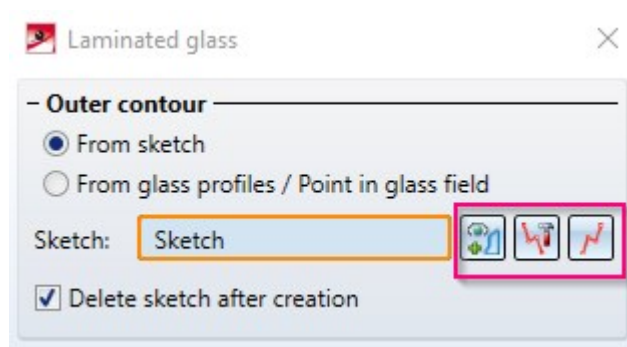 Laminated glass
Outer contour
From sketch
From glass profiles / Point in glass field
Sketch: Sketch
Delete sketch after creation